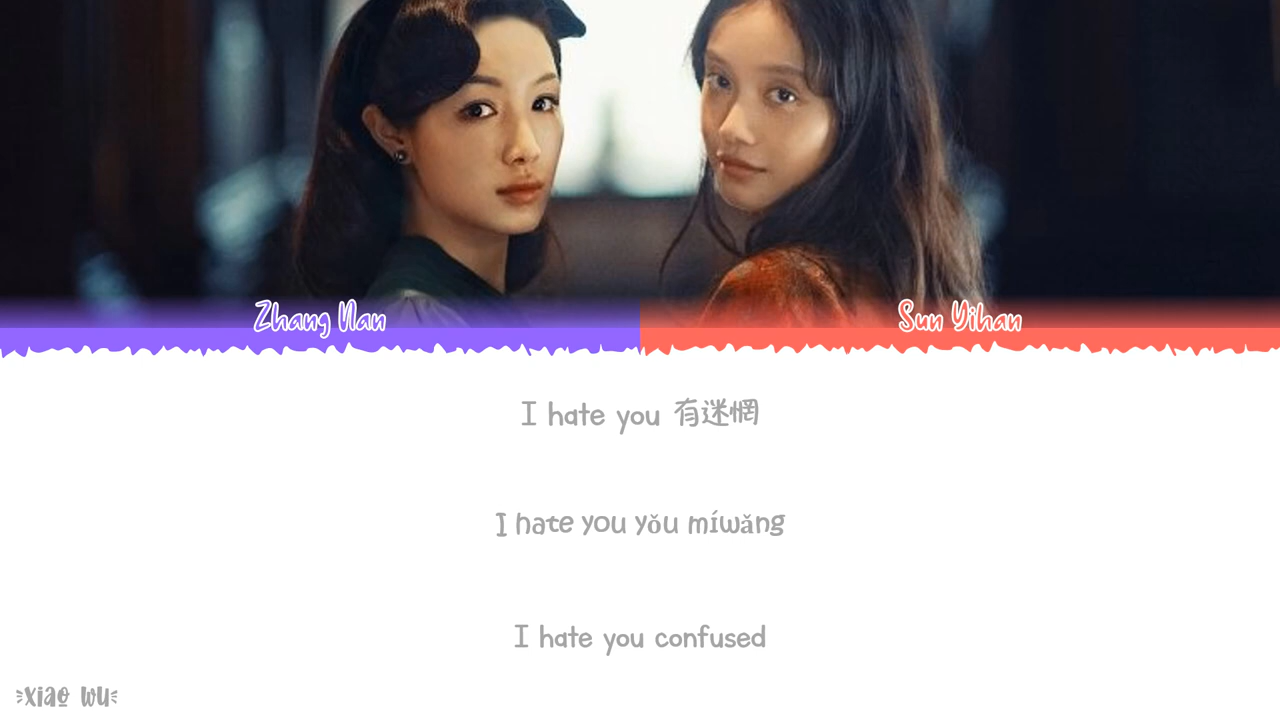 Zhang Nan
Sun Yihan
I hate you 有迷惘
I hate you yǒu míwǎng
I hate you confused
xiao wu